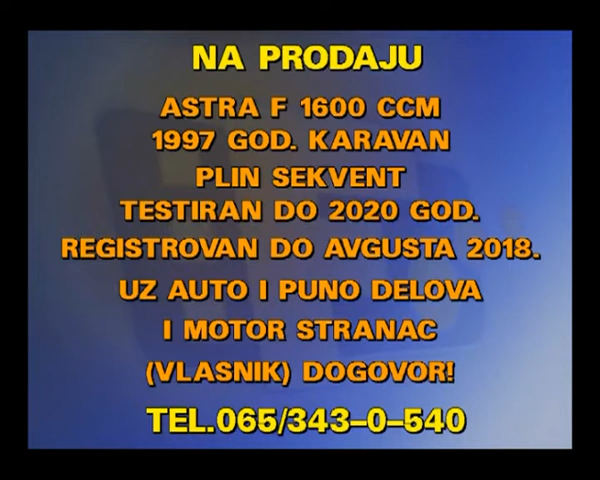 NA PRODAJU
ASTRA F 1600 CCM
1997 GOD. KARAVAN
PLIN SEKVENT
TESTIRAN DO 2020 GOD.
REGISTROVAN DO AVGUSTA 2018.
UZ AUTO I PUNO DELOVA
I MOTOR STRANAC
(VLASNIK) DOGOVOR!
TEL.065/343-0-540